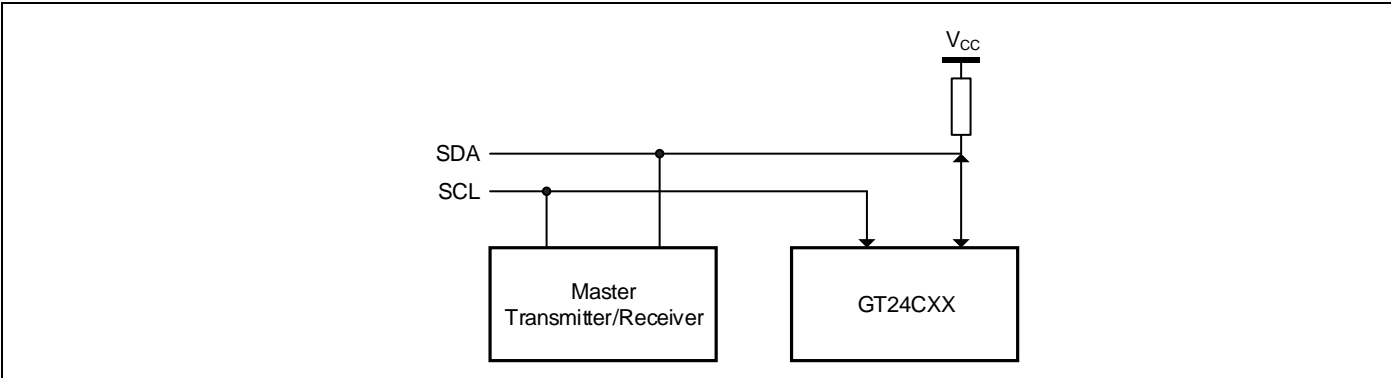 VCC
SDA
SCL
Master
Transmitter/Receiver
GT24CXX